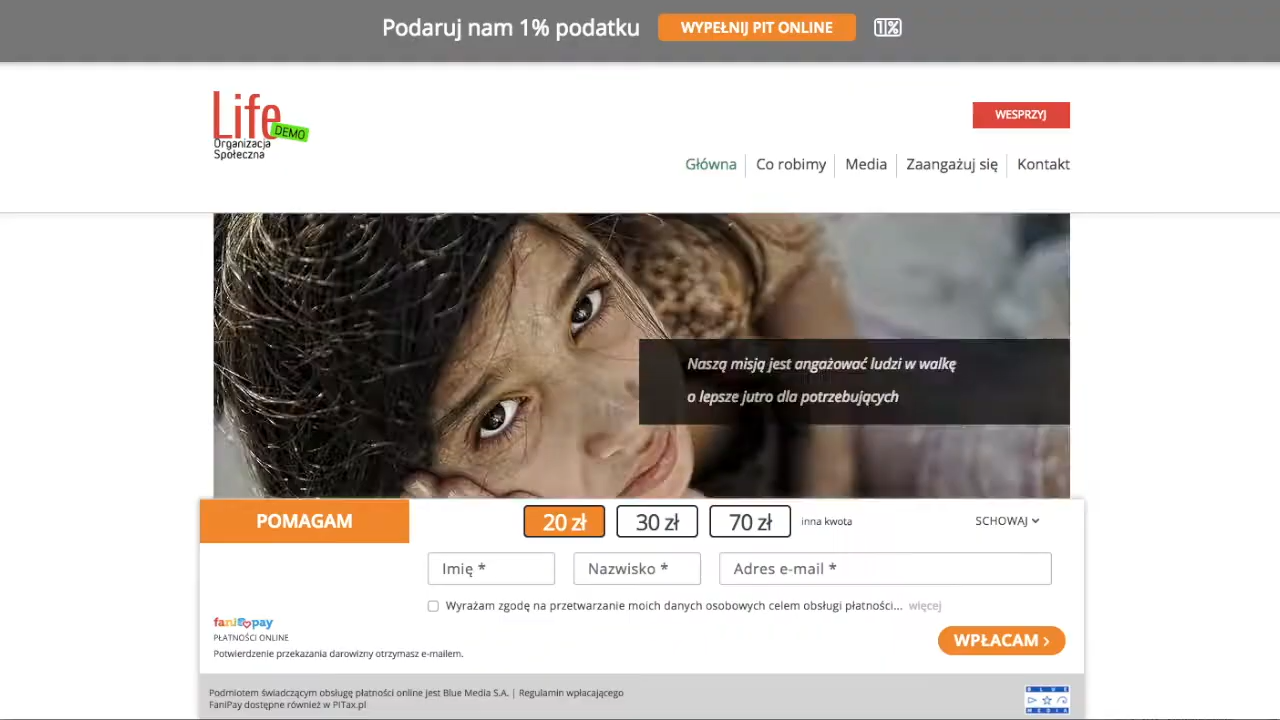 Podaruj nam 1% podatku WYPEŁNIJ PIT ONLINE 1%
Life
DEMO
Organizacja
Społeczna
WESPRZYJ
Główna Co robimy Media Zaangażuj się Kontakt
Naszą misją jest angażować ludzi w walkę
o lepsze jutro dla potrzebujących
POMAGAM 20 zł 30 zł 70 zł inna kwota SCHOWAJ
Imię * Nazwisko * Adres e-mail *
Wyrażam zgodę na przetwarzanie moich danych osobowych celem obsługi płatności... więcej
fani pay
PŁATNOŚCI ONLINE
WPŁACAM ›
Potwierdzenie przekazania darowizny otrzymasz e-mailem.
Podmiotem świadczącym obsługę płatności online jest Blue Media S.A. | Regulamin wpłacającego
FaniPay dostępne również w PITax.pl
BLUE
MEDIA